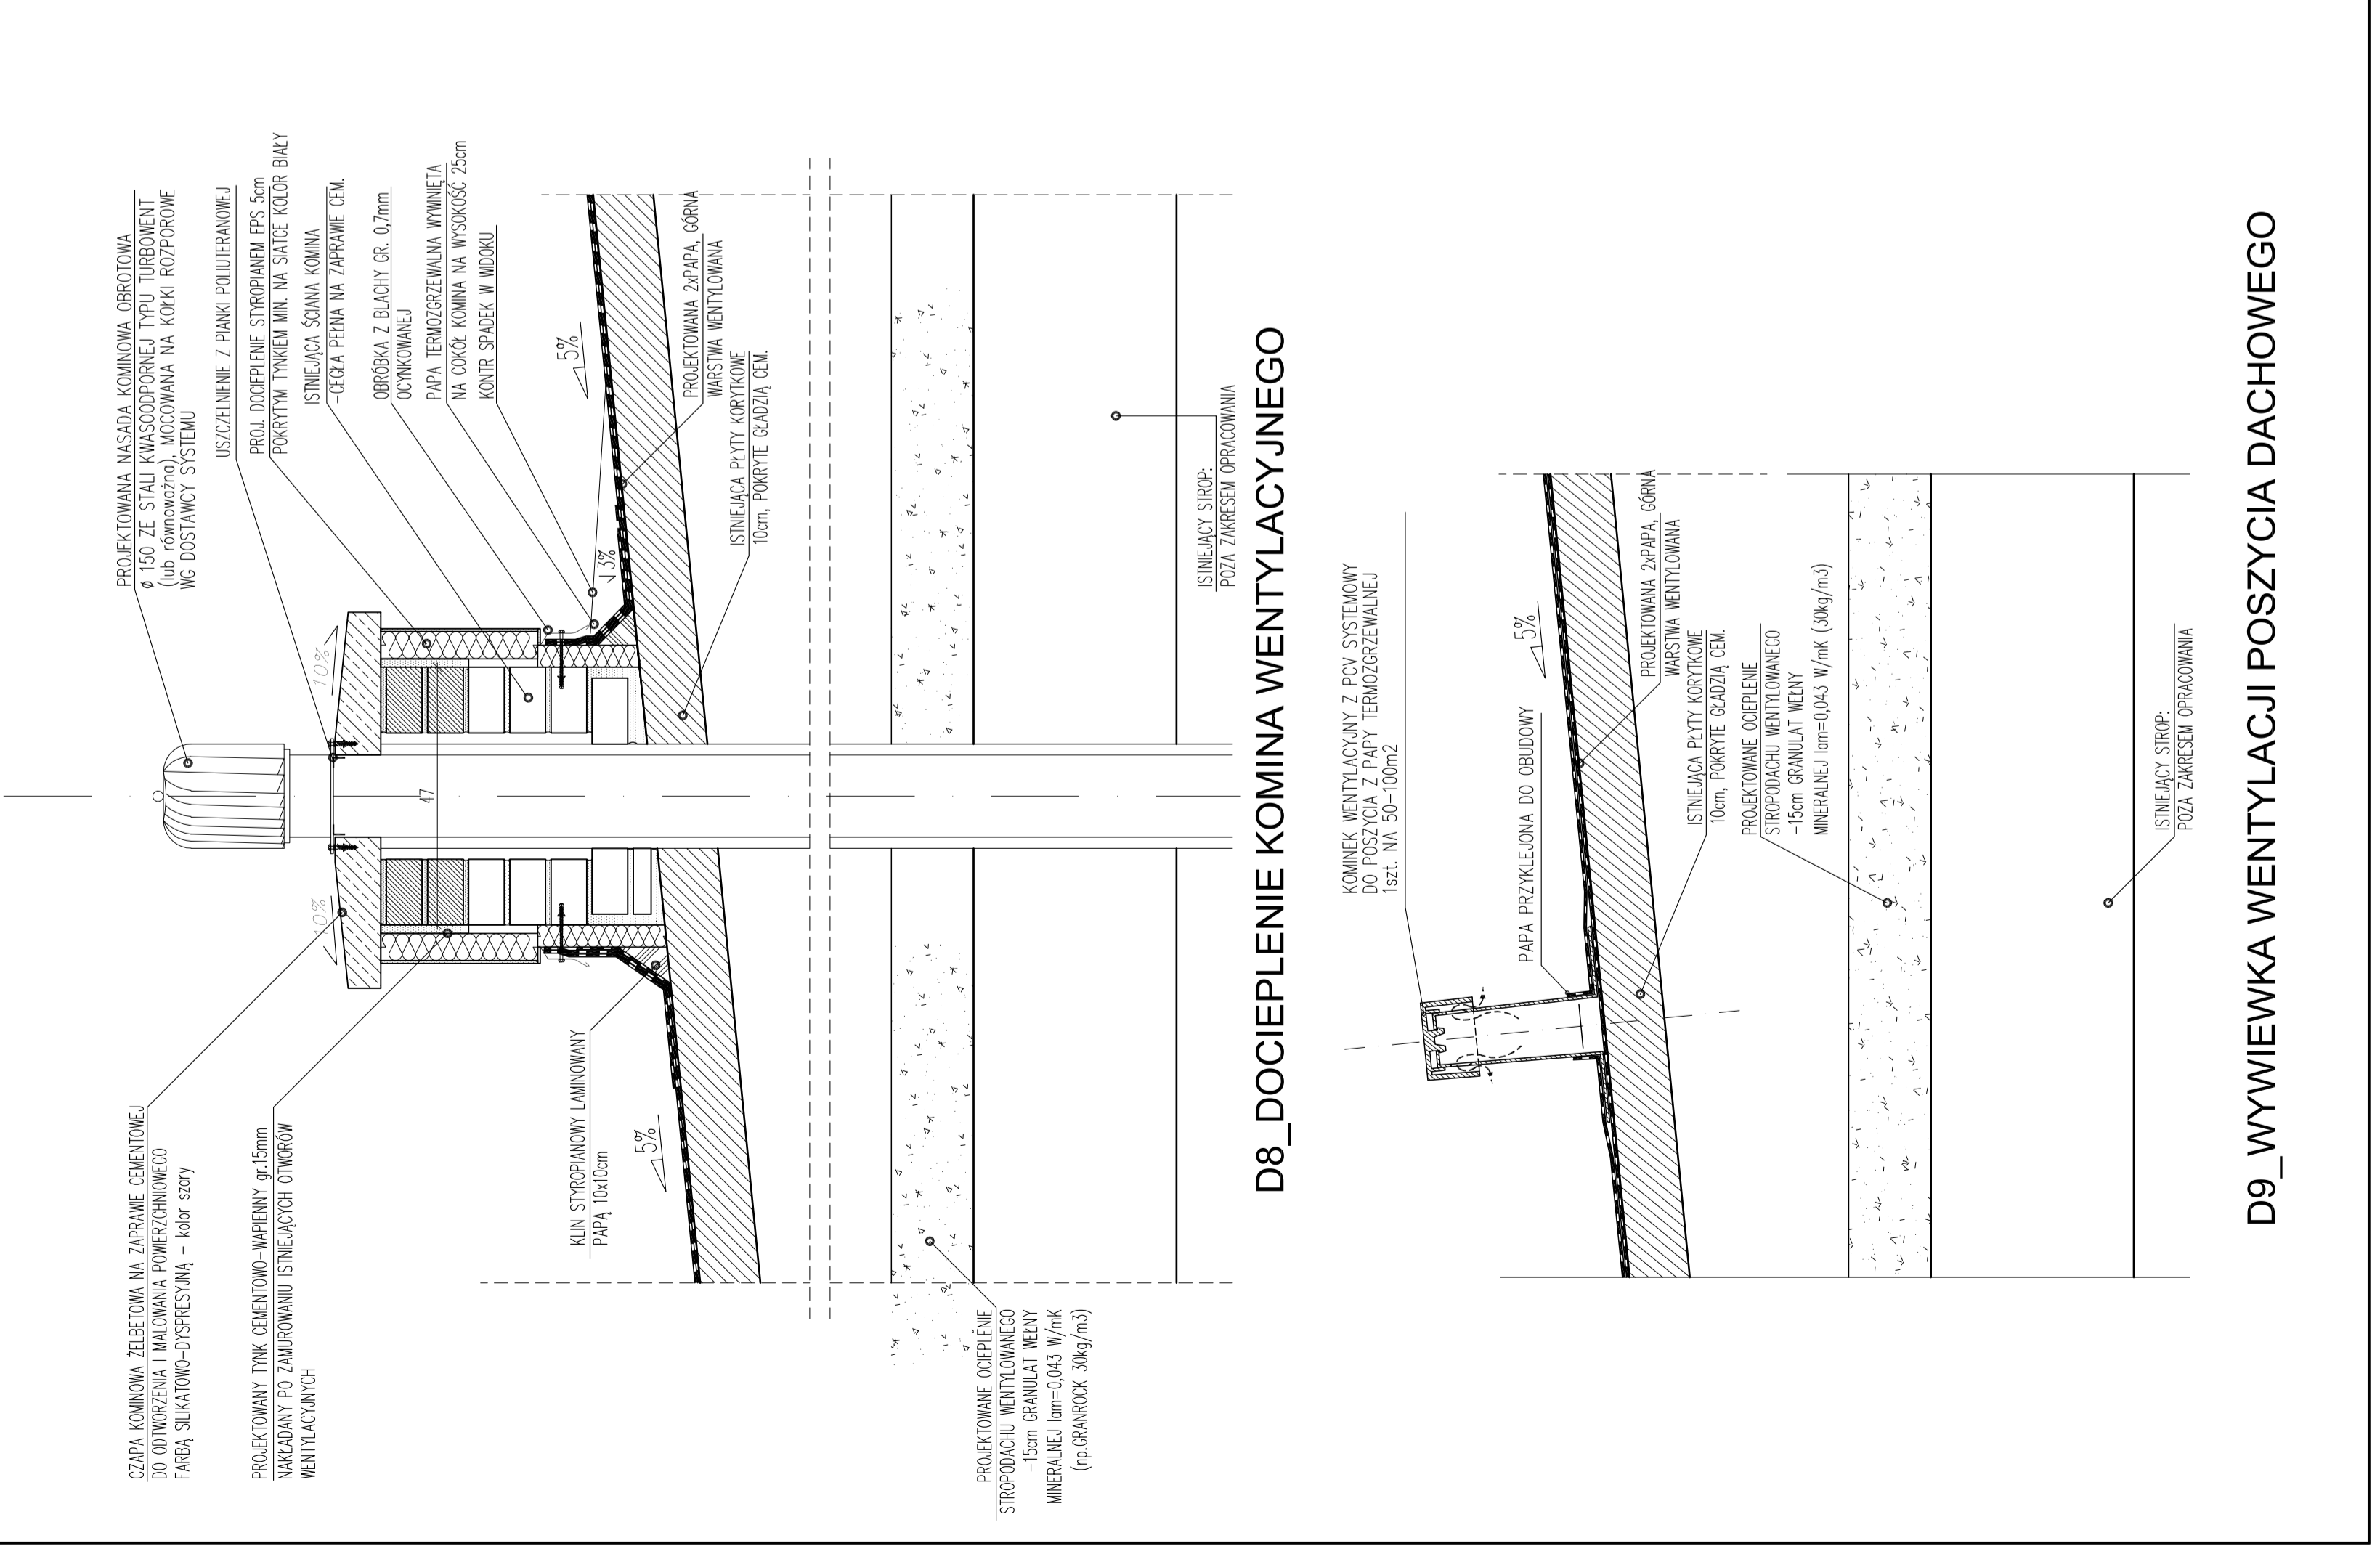 CZAPA KOMINOWA ŻELBETOWA NA ZAPRAWIE CEMENTOWEJ
DO ODTWORZENIA I MALOWANIA POWIERZCHNIOWEGO
FARBĄ SILIKATOWO-DYSPRESYJNĄ - kolor szary
PROJEKTOWANY TYNK CEMENTOWO-WAPIENNY gr.15mm
NAKŁADANY PO ZAMUROWANIU ISTNIEJĄCYCH OTWORÓW
WENTYLACYJNYCH
KLIN STYROPIANOWY LAMINOWANY
PAPĄ 10x10cm
5%
10%
47
10%
PROJEKTOWANA NASADA KOMINOWA OBROTOWA
ø 150 ZE STALI KWASOODPORNEJ TYPU TURBOWENT
(lub równoważna), MOCOWANA NA KOŁKI ROZPOROWE
WG DOSTAWCY SYSTEMU
USZCZELNIENIE Z PIANKI POLIUTERANOWEJ
PROJ. DOCIEPLENIE STYROPIANEM EPS 5cm
POKRYTYM TYNKIEM MIN. NA SIATCE KOLOR BIAŁY
ISTNIEJĄCA ŚCIANA KOMINA
-CEGŁA PEŁNA NA ZAPRAWIE CEM.
OBRÓBKA Z BLACHY GR. 0,7mm
OCYNKOWANEJ
PAPA TERMOZGRZEWALNA WYWINIĘTA
NA COKÓŁ KOMINA NA WYSOKOŚĆ 25cm
KONTR SPADEK W WIDOKU
3%
5%
PROJEKTOWANA 2xPAPA, GÓRNA
WARSTWA WENTYLOWANA
ISTNIEJĄCA PŁYTY KORYTKOWE
10cm, POKRYTE GŁADZIĄ CEM.
PROJEKTOWANE OCIEPLENIE
STROPODACHU WENTYLOWANEGO
-15cm GRANULAT WEŁNY
MINERALNEJ lam=0,043 W/mK
(np.GRANROCK 30kg/m3)
ISTNIEJĄCY STROP:
POZA ZAKRESEM OPRACOWANIA
D8_DOCIEPLENIE KOMINA WENTYLACYJNEGO
KOMINEK WENTYLACYJNY Z PCV SYSTEMOWY
DO POSZYCIA Z PAPY TERMOZGRZEWALNEJ
1szt. NA 50-100m2
PAPA PRZYKLEJONA DO OBUDOWY
5%
PROJEKTOWANA 2xPAPA, GÓRNA
WARSTWA WENTYLOWANA
ISTNIEJĄCA PŁYTY KORYTKOWE
10cm, POKRYTE GŁADZIĄ CEM.
PROJEKTOWANE OCIEPLENIE
STROPODACHU WENTYLOWANEGO
-15cm GRANULAT WEŁNY
MINERALNEJ lam=0,043 W/mK (30kg/m3)
ISTNIEJĄCY STROP:
POZA ZAKRESEM OPRACOWANIA
D9_WYWIEWKA WENTYLACJI POSZYCIA DACHOWEGO